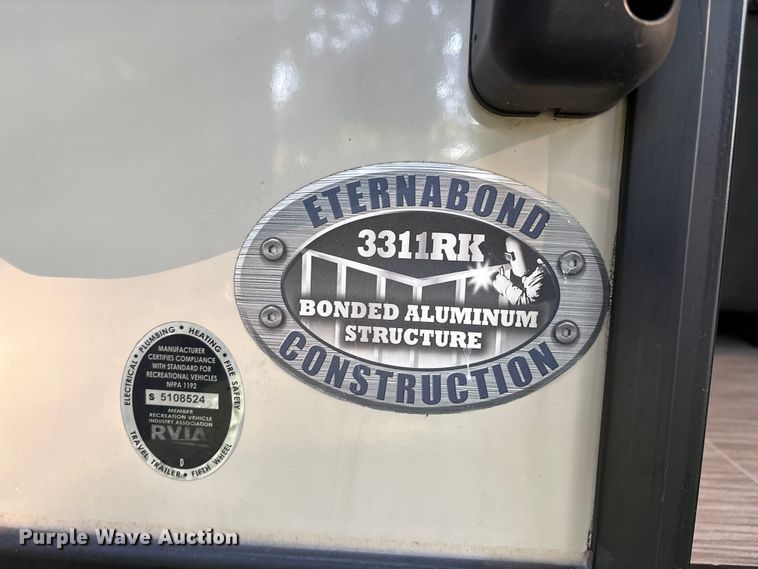 ETERNABOND
3311RK
BONDED ALUMINUM
STRUCTURE
CONSTRUCTION
ELECTRICAL • PLUMBING • HEATING • FIRE SAFETY
MANUFACTURER
CERTIFIES COMPLIANCE
WITH STANDARD FOR
RECREATIONAL VEHICLES
NFPA 1192
S 5108524
MEMBER
RECREATION VEHICLE
INDUSTRY ASSOCIATION
RVIA
D
TRAVEL TRAILER • FIFTH WHEEL
Purple Wave Auction